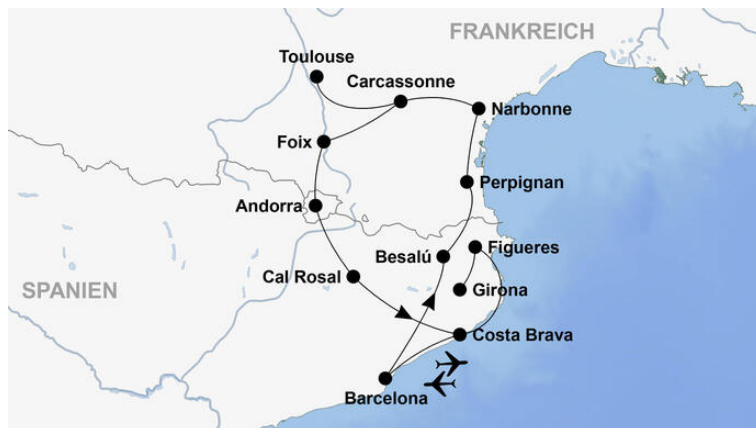 FRANKREICH
Toulouse
Carcassonne
Narbonne
Foix
Perpignan
Andorra
Besalú
Figueres
Cal Rosal
SPANIEN
Girona
Costa Brava
Barcelona